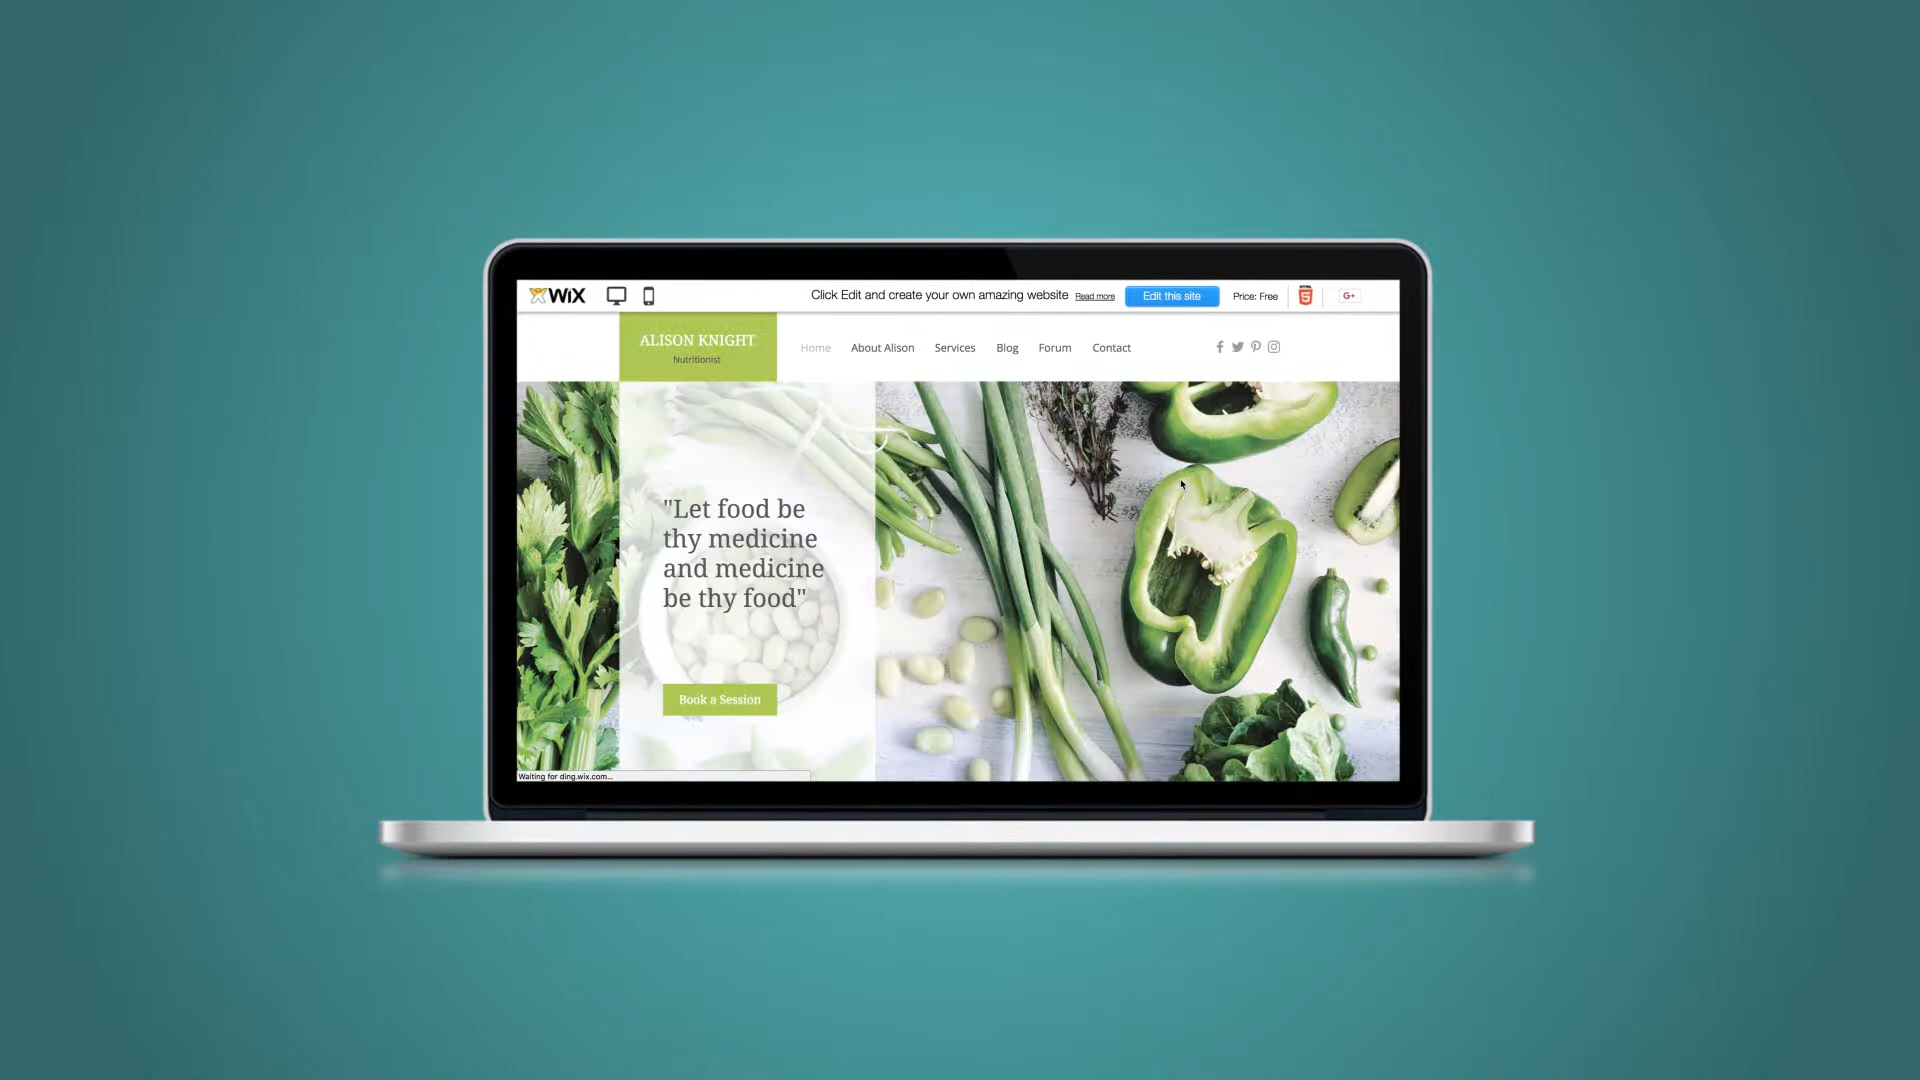 WiX
Click Edit and create your own amazing website Read more Edit this site Price: Free HTML 5 G+
ALISON KNIGHT
Nutritionist
Home About Alison Services Blog Forum Contact
"Let food be
thy medicine
and medicine
be thy food"
Book a Session
Waiting for ding.wix.com...